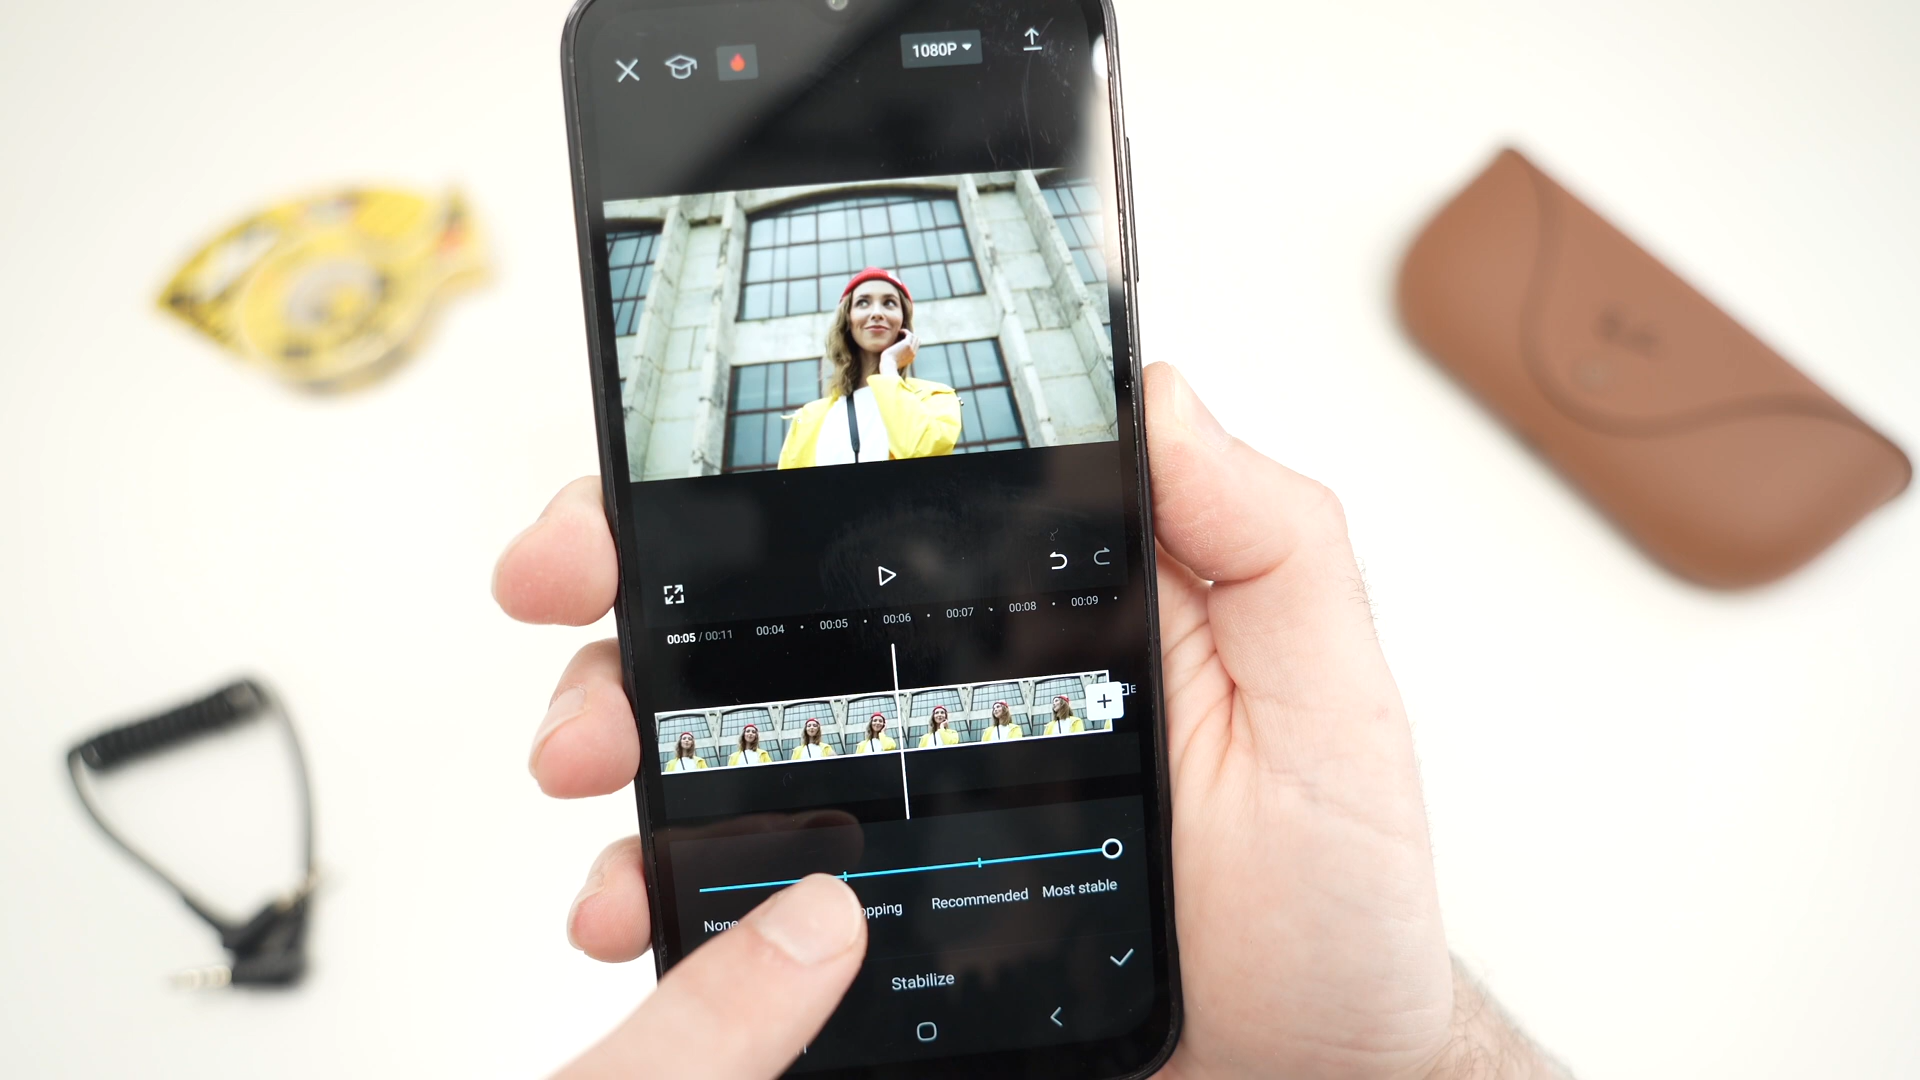 1080P
00:05 / 00:11 00:04 00:05 00:06 00:07 00:08 00:09
None opping Recommended Most stable
Stabilize